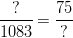 ?/1083 = 75/?